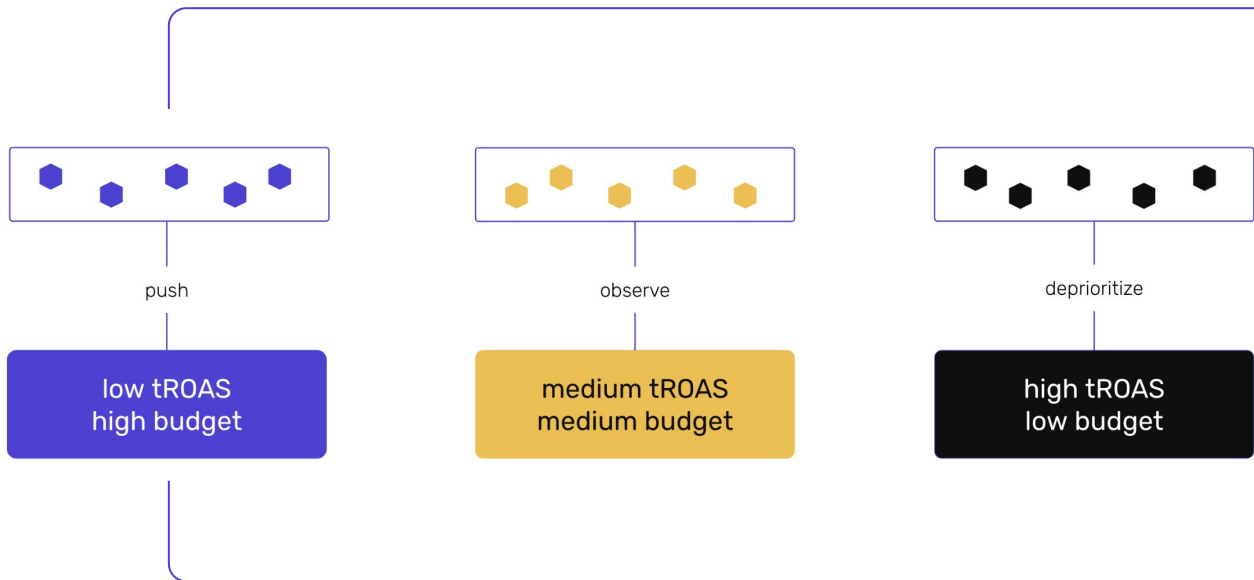 push
observe
deprioritize
low tROAS
high budget
medium tROAS
medium budget
high tROAS
low budget